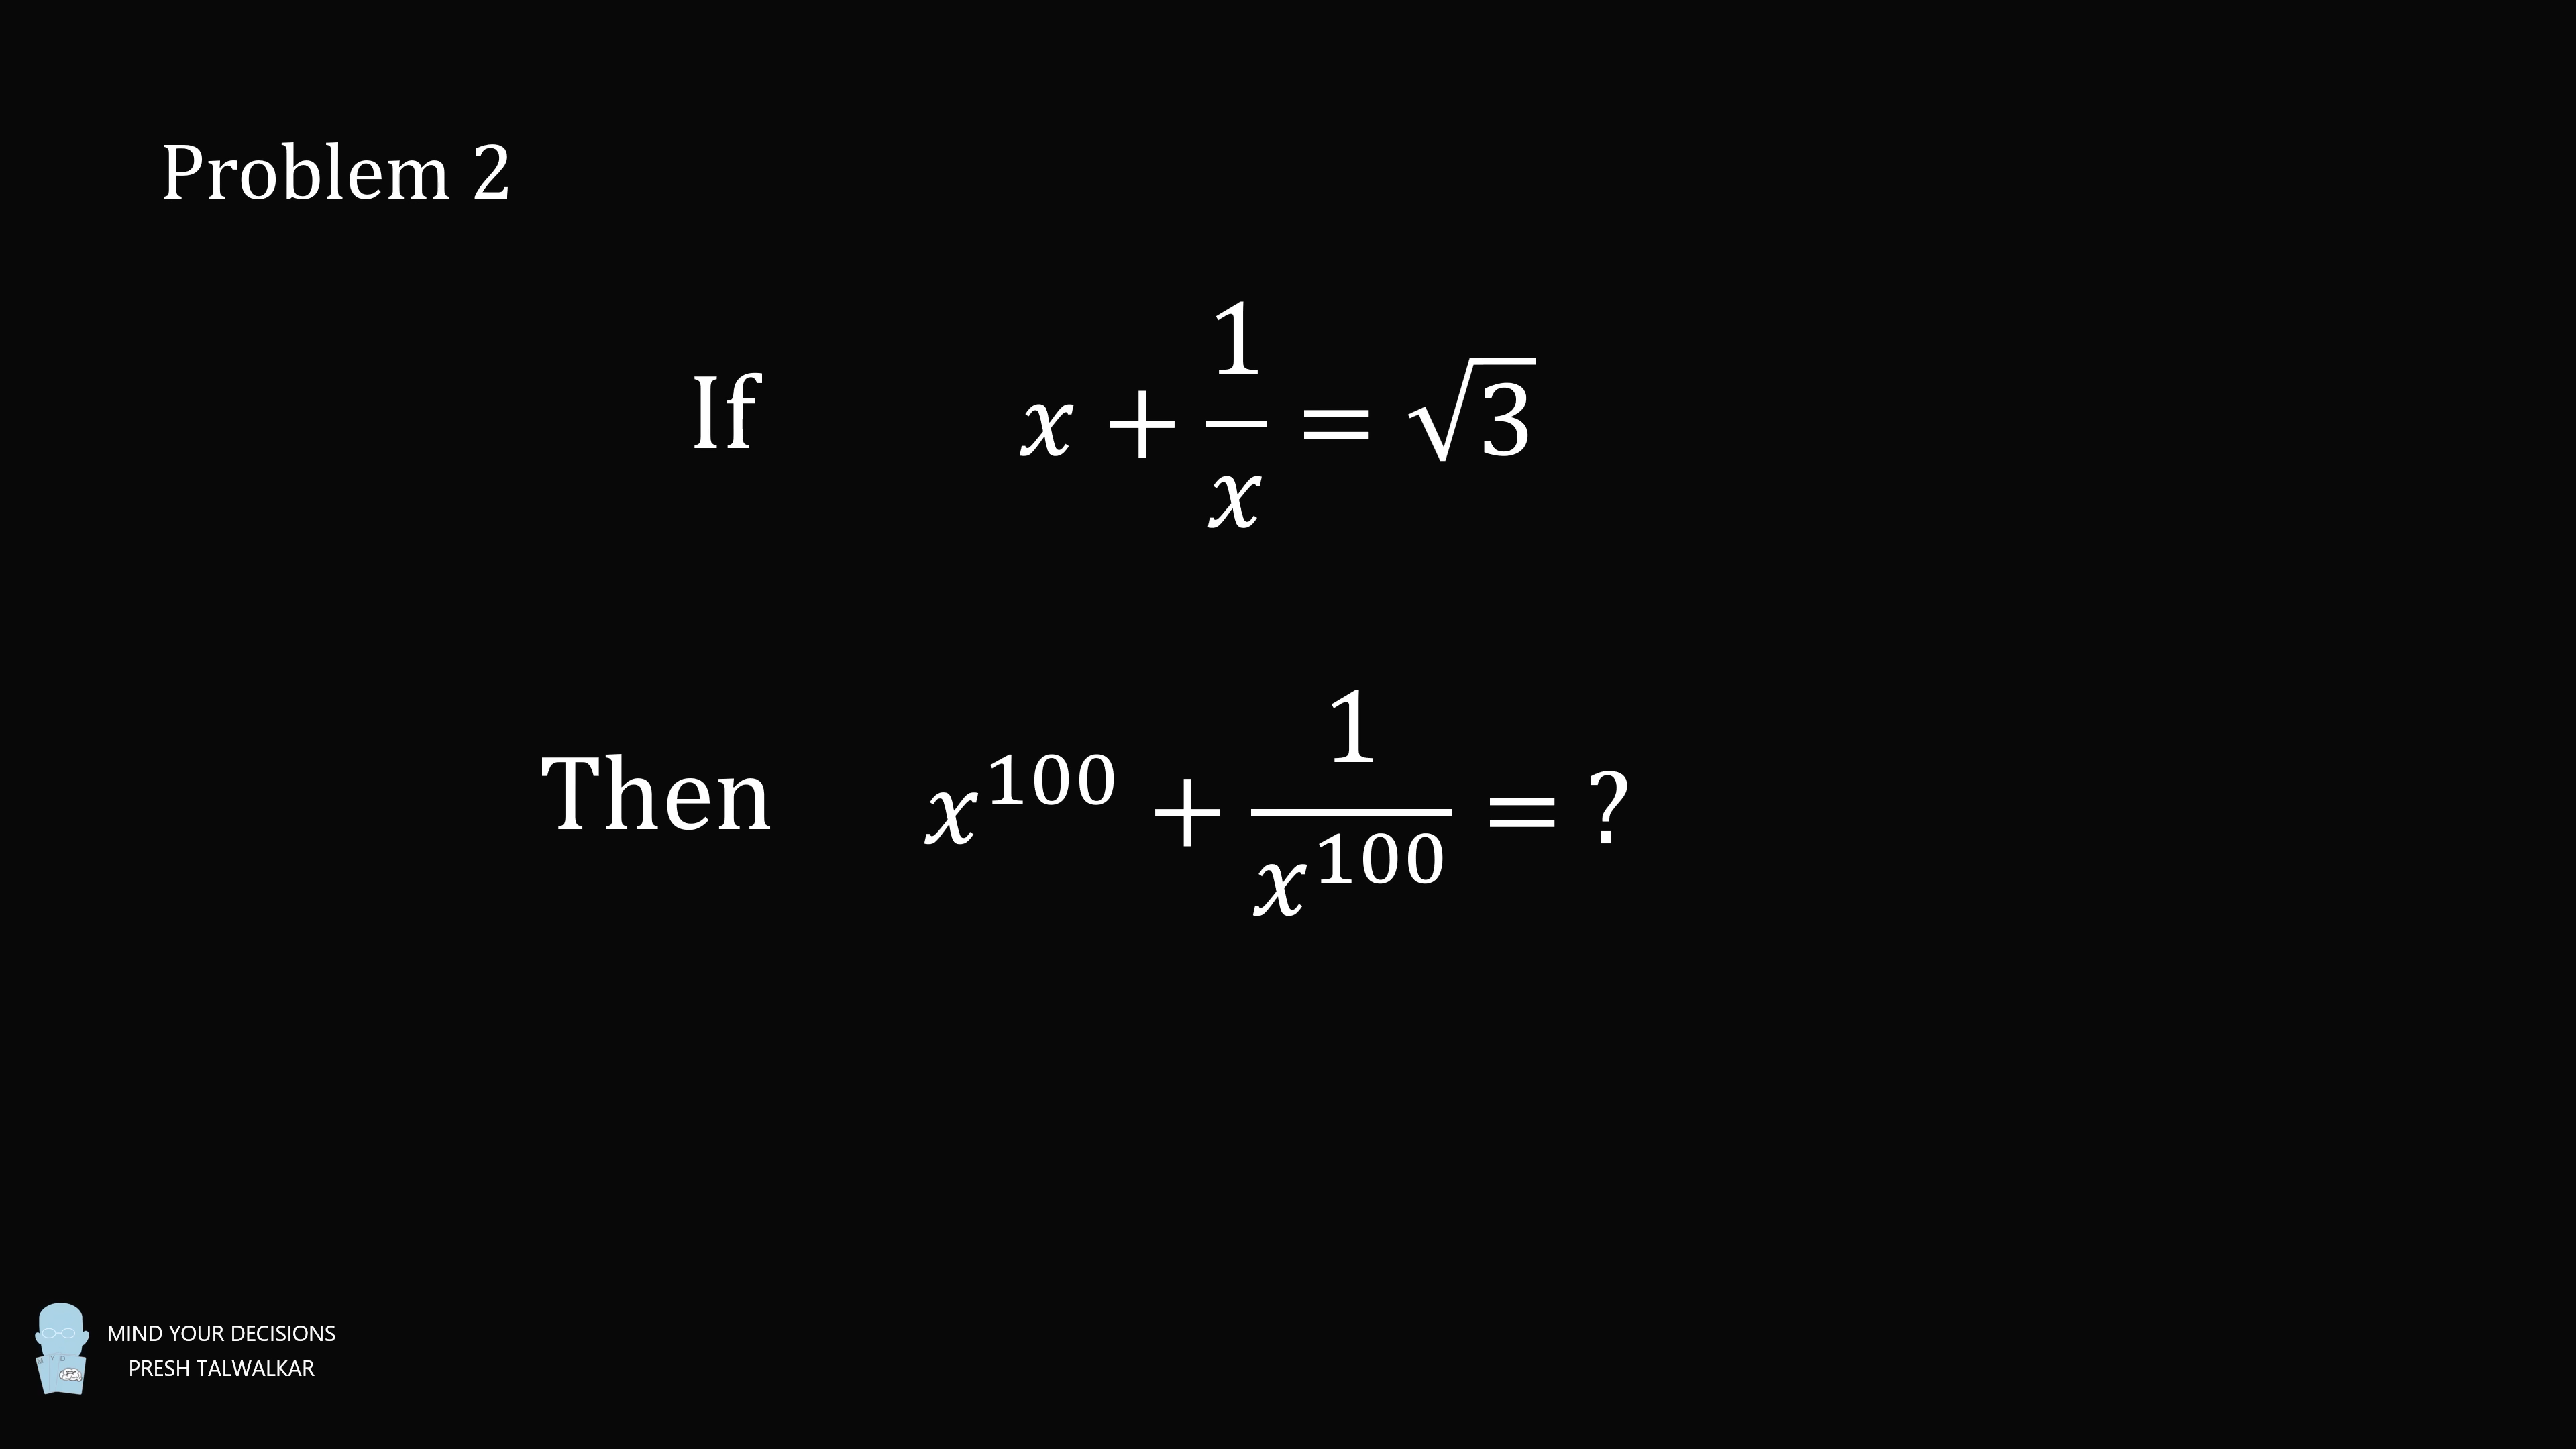 Problem 2
If x + 1/x = √3
Then x^100 + 1/x^100 = ?
MIND YOUR DECISIONS
PRESH TALWALKAR